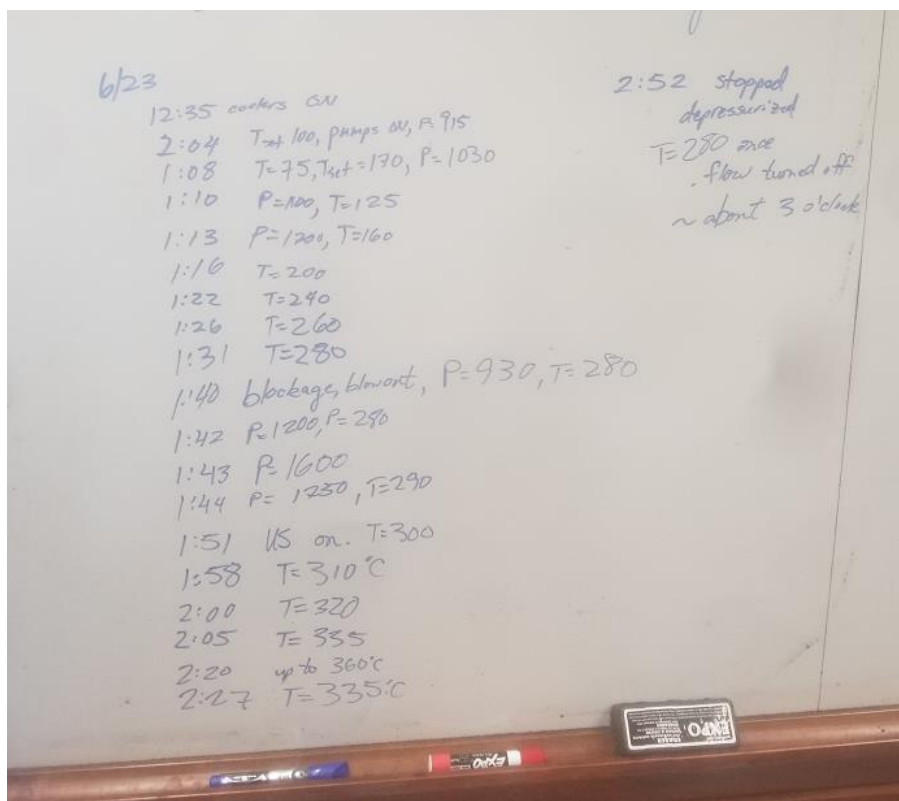 6/23
12:35 coolers ON
2:04 Tset 100, pumps ON, P=915
1:08 T=75, Tset=170, P=1030
1:10 P=1100, T=125
1:13 P=1200, T=160
1:16 T=200
1:22 T=240
1:26 T=260
1:31 T=280
1:40 blockage, blowout, P=930, T=280
1:42 P=1200, P=280
1:43 P=1600
1:44 P= 1250, T=290
1:51 US on. T=300
1:58 T=310°C
2:00 T=320
2:05 T=335
2:20 up to 360°C
2:27 T=335°C
2:52 stopped
depressurized
T=280 once
flow turned off
~ about 3 o'clock
EXPO
EXPO